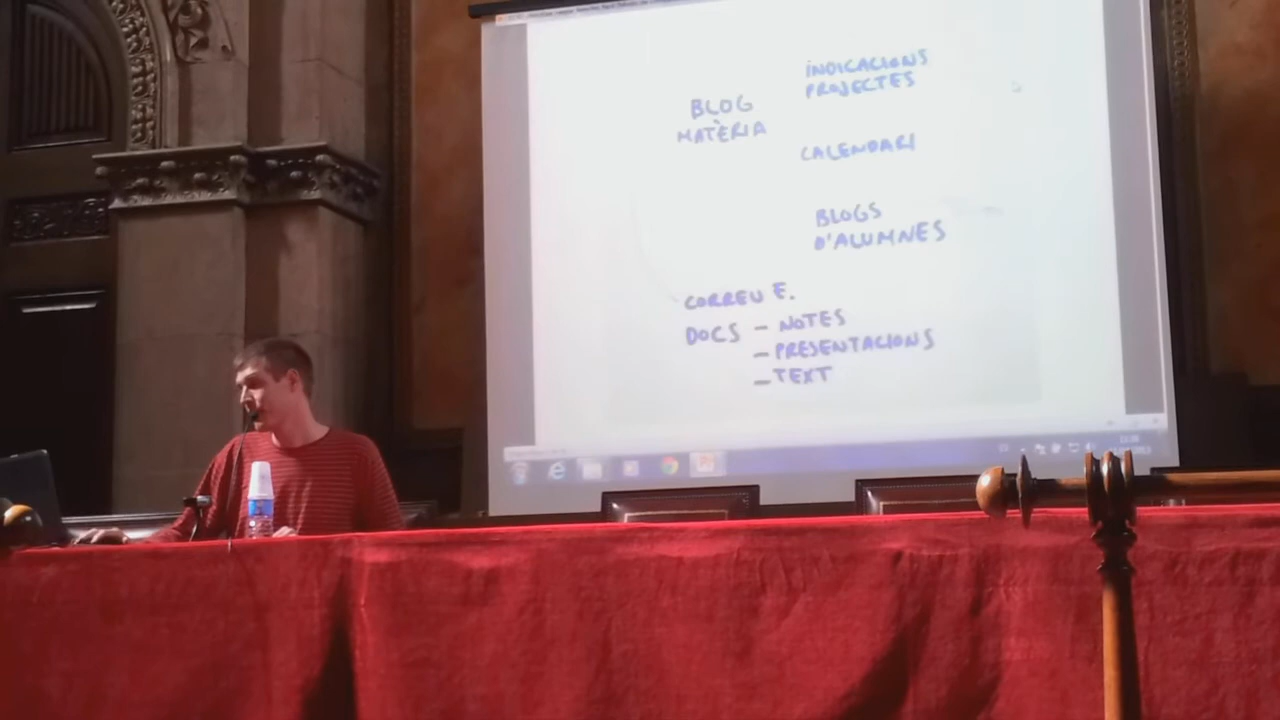 BLOG
MATÈRIA
INDICACIONS
PROJECTES
CALENDARI
BLOGS
D'ALUMNES
CORREU E.
DOCS – NOTES
– PRESENTACIONS
– TEXT